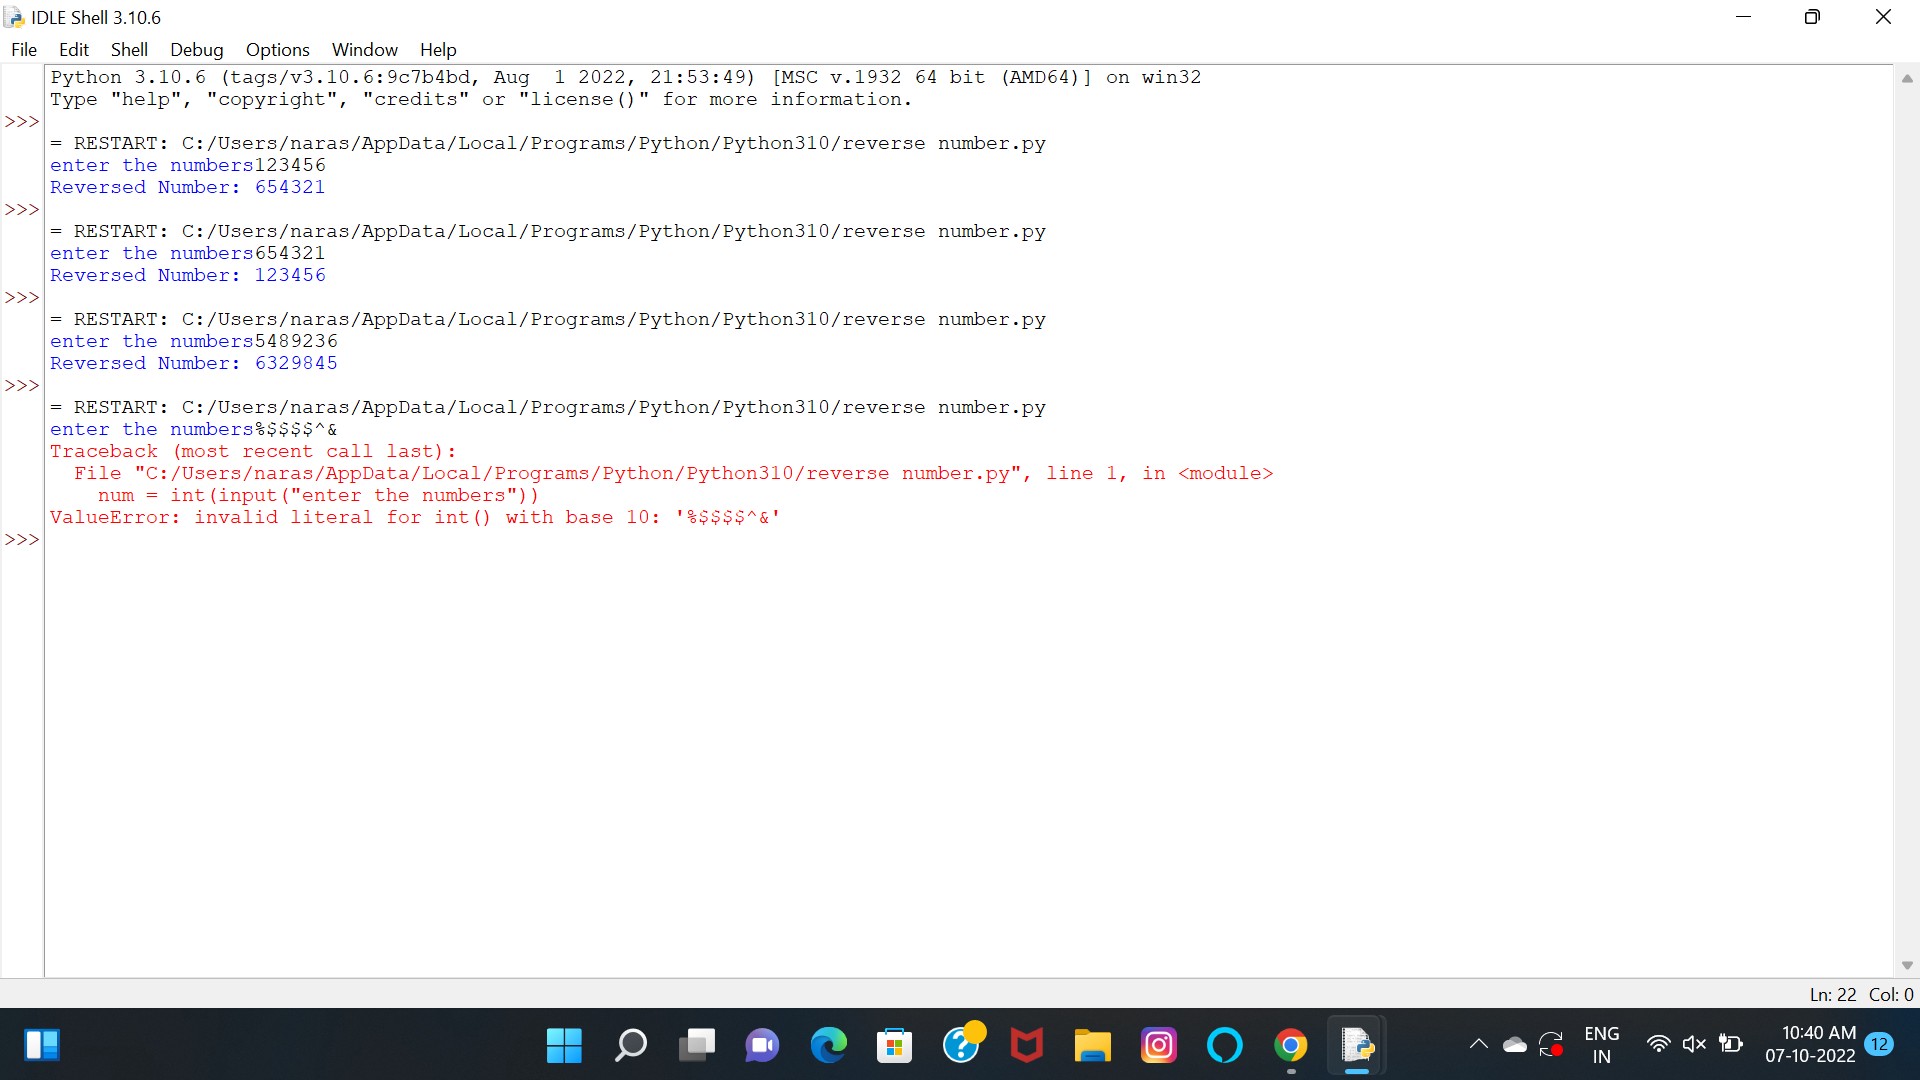 IDLE Shell 3.10.6
File Edit Shell Debug Options Window Help
Python 3.10.6 (tags/v3.10.6:9c7b4bd, Aug  1 2022, 21:53:49) [MSC v.1932 64 bit (AMD64)] on win32
Type "help", "copyright", "credits" or "license()" for more information.
>>>
= RESTART: C:/Users/naras/AppData/Local/Programs/Python/Python310/reverse number.py
enter the numbers123456
Reversed Number: 654321
>>>
= RESTART: C:/Users/naras/AppData/Local/Programs/Python/Python310/reverse number.py
enter the numbers654321
Reversed Number: 123456
>>>
= RESTART: C:/Users/naras/AppData/Local/Programs/Python/Python310/reverse number.py
enter the numbers5489236
Reversed Number: 6329845
>>>
= RESTART: C:/Users/naras/AppData/Local/Programs/Python/Python310/reverse number.py
enter the numbers%$$$$^&
Traceback (most recent call last):
  File "C:/Users/naras/AppData/Local/Programs/Python/Python310/reverse number.py", line 1, in <module>
    num = int(input("enter the numbers"))
ValueError: invalid literal for int() with base 10: '%$$$$^&'
>>>
Ln: 22 Col: 0
ENG
IN
10:40 AM
07-10-2022
12